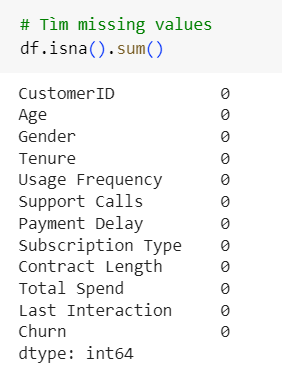 # Tìm missing values
df.isna().sum()
CustomerID 0
Age 0
Gender 0
Tenure 0
Usage Frequency 0
Support Calls 0
Payment Delay 0
Subscription Type 0
Contract Length 0
Total Spend 0
Last Interaction 0
Churn 0
dtype: int64